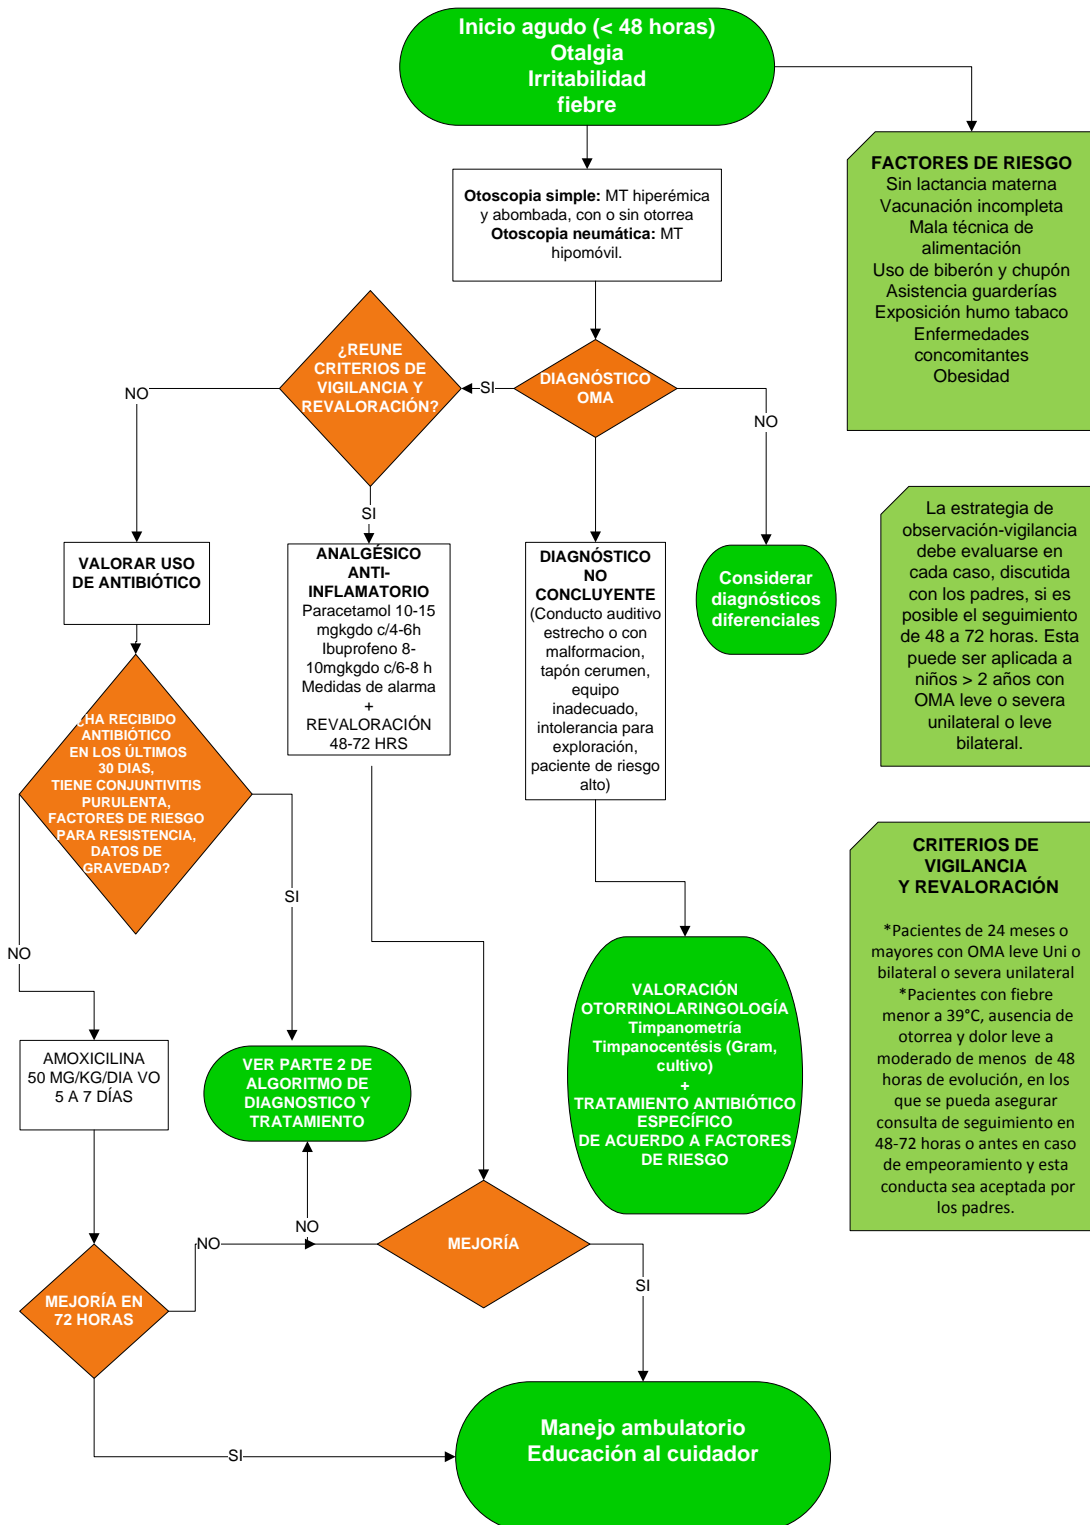 Inicio agudo (< 48 horas)
Otalgia
Irritabilidad
fiebre
FACTORES DE RIESGO
Sin lactancia materna
Vacunación incompleta
Mala técnica de
alimentación
Uso de biberón y chupón
Asistencia guarderías
Exposición humo tabaco
Enfermedades
concomitantes
Obesidad
Otoscopia simple: MT hiperémica
y abombada, con o sin otorrea
Otoscopia neumática: MT
hipomóvil.
¿REUNE
CRITERIOS DE
VIGILANCIA Y
REVALORACIÓN?
SI
DIAGNÓSTICO
OMA
NO
NO
SI
VALORAR USO
DE ANTIBIÓTICO
ANALGÉSICO
ANTI-
INFLAMATORIO
Paracetamol 10-15
mgkgdo c/4-6h
Ibuprofeno 8-
10mgkgdo c/6-8 h
Medidas de alarma
+
REVALORACIÓN
48-72 HRS
DIAGNÓSTICO
NO
CONCLUYENTE
(Conducto auditivo
estrecho o con
malformacion,
tapón cerumen,
equipo
inadecuado,
intolerancia para
exploración,
paciente de riesgo
alto)
Considerar
diagnósticos
diferenciales
La estrategia de
observación-vigilancia
debe evaluarse en
cada caso, discutida
con los padres, si es
posible el seguimiento
de 48 a 72 horas. Esta
puede ser aplicada a
niños > 2 años con
OMA leve o severa
unilateral o leve
bilateral.
¿HA RECIBIDO
ANTIBIÓTICO
EN LOS ÚLTIMOS
30 DIAS,
TIENE CONJUNTIVITIS
PURULENTA,
FACTORES DE RIESGO
PARA RESISTENCIA,
DATOS DE
GRAVEDAD?
SI
NO
CRITERIOS DE
VIGILANCIA
Y REVALORACIÓN
*Pacientes de 24 meses o
mayores con OMA leve Uni o
bilateral o severa unilateral
*Pacientes con fiebre
menor a 39°C, ausencia de
otorrea y dolor leve a
moderado de menos de 48
horas de evolución, en los
que se pueda asegurar
consulta de seguimiento en
48-72 horas o antes en caso
de empeoramiento y esta
conducta sea aceptada por
los padres.
AMOXICILINA
50 MG/KG/DIA VO
5 A 7 DÍAS
VER PARTE 2 DE
ALGORITMO DE
DIAGNOSTICO Y
TRATAMIENTO
VALORACIÓN
OTORRINOLARINGOLOGÍA
Timpanometría
Timpanocentésis (Gram,
cultivo)
+
TRATAMIENTO ANTIBIÓTICO
ESPECÍFICO
DE ACUERDO A FACTORES
DE RIESGO
NO
NO
MEJORÍA
SI
MEJORÍA EN
72 HORAS
SI
Manejo ambulatorio
Educación al cuidador